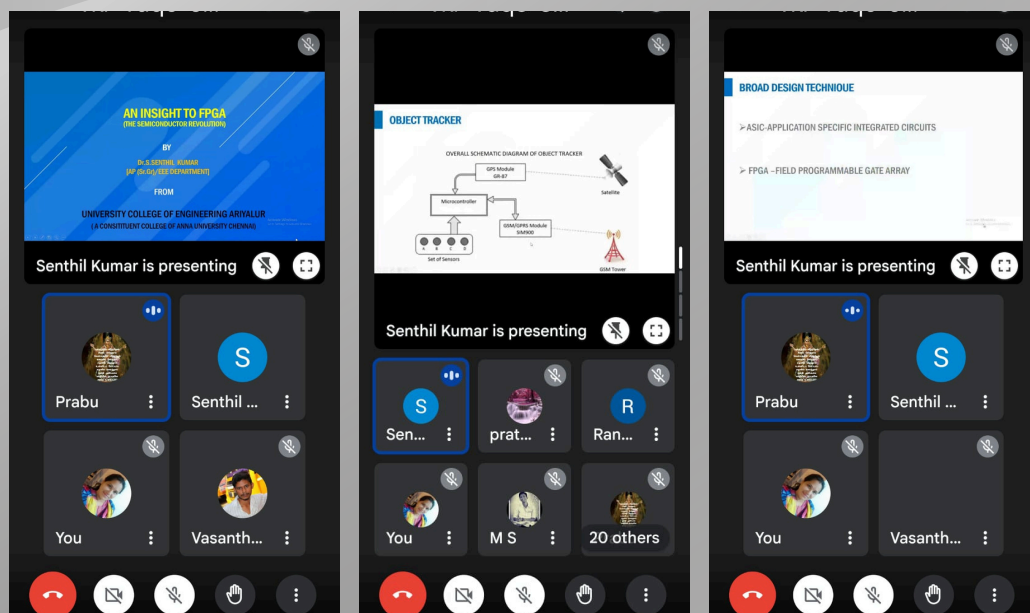 AN INSIGHT TO FPGA
(THE SEMICONDUCTOR REVOLUTION)
BY
Dr.S.SENTHIL KUMAR
[AP (Sr.Gr)/EEE DEPARTMENT]
FROM
UNIVERSITY COLLEGE OF ENGINEERING ARIYALUR
( A CONSTITUENT COLLEGE OF ANNA UNIVERSITY CHENNAI)
Senthil Kumar is presenting
Prabu
S
Senthil ...
You
Vasanth...
OBJECT TRACKER
OVERALL SCHEMATIC DIAGRAM OF OBJECT TRACKER
GPS Module
GR-87
Satellite
Microcontroller
GSM/GPRS Module
SIM900
A B C D
Set of Sensors
GSM Tower
Senthil Kumar is presenting
S
Sen...
prat...
R
Ran...
You
M S
20 others
BROAD DESIGN TECHNIQUE
➢ASIC-APPLICATION SPECIFIC INTEGRATED CIRCUITS
➢ FPGA –FIELD PROGRAMMABLE GATE ARRAY
Senthil Kumar is presenting
Prabu
S
Senthil ...
You
Vasanth...